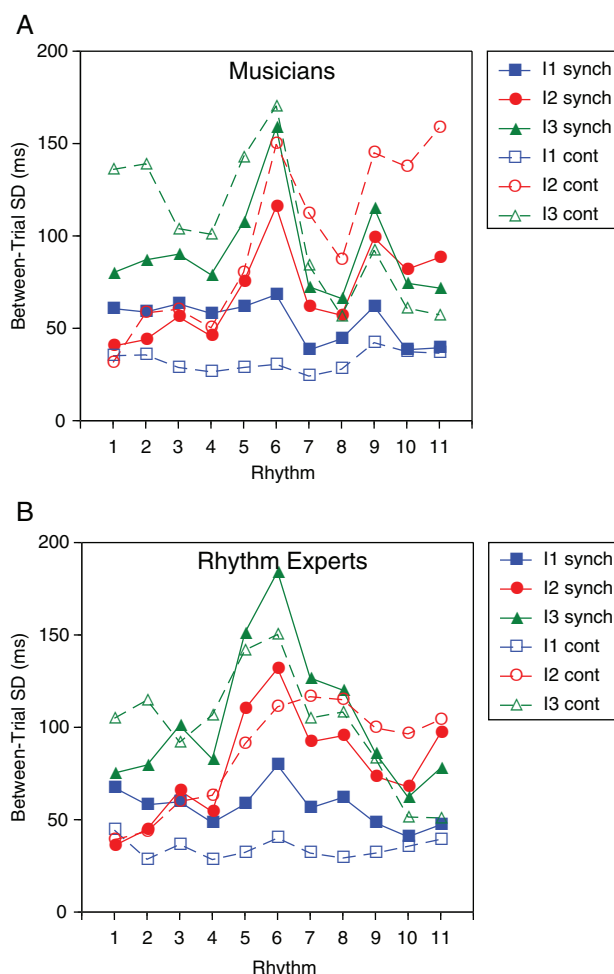 A
Musicians
Between-Trial SD (ms)
200
150
100
50
0
1 2 3 4 5 6 7 8 9 10 11
Rhythm
I1 synch
I2 synch
I3 synch
I1 cont
I2 cont
I3 cont
B
Rhythm Experts
Between-Trial SD (ms)
200
150
100
50
0
1 2 3 4 5 6 7 8 9 10 11
Rhythm
I1 synch
I2 synch
I3 synch
I1 cont
I2 cont
I3 cont